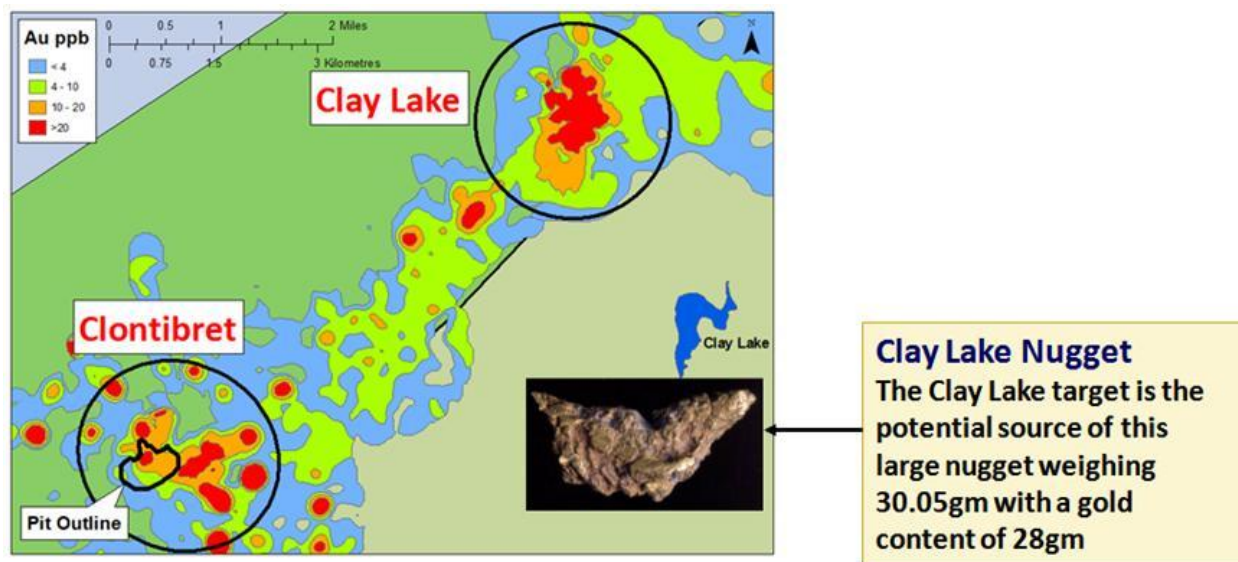 Au ppb
< 4
4 - 10
10 - 20
>20
0 0.5 1 2 Miles
0 0.75 1.5 3 Kilometres
N
Clay Lake
Clontibret
Pit Outline
Clay Lake
Clay Lake Nugget
The Clay Lake target is the
potential source of this
large nugget weighing
30.05gm with a gold
content of 28gm